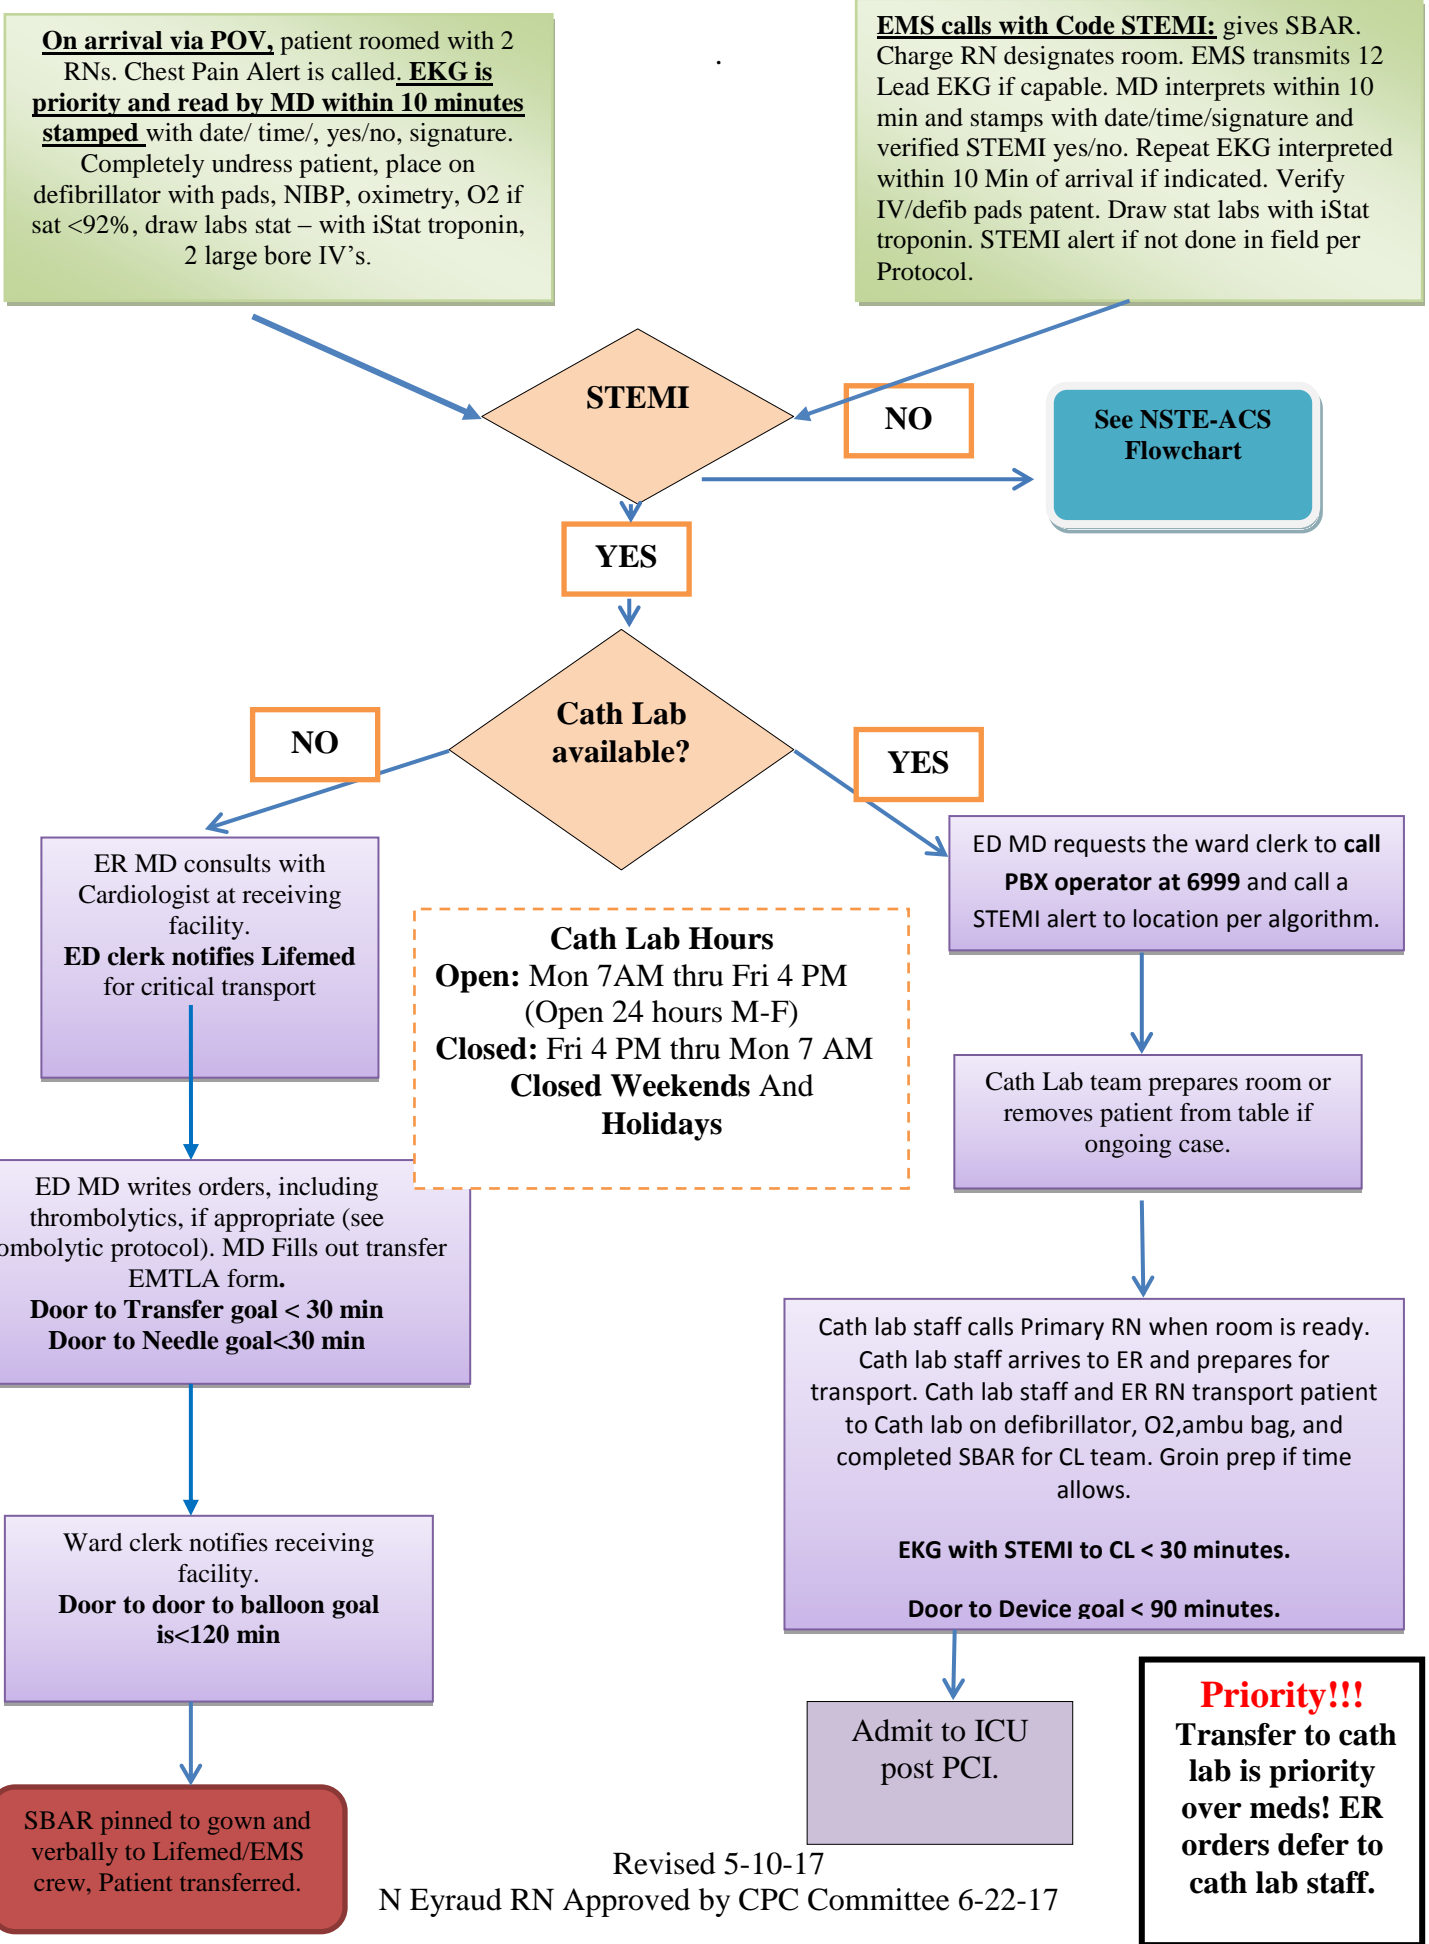 On arrival via POV, patient roomed with 2
RNs. Chest Pain Alert is called. EKG is
priority and read by MD within 10 minutes
stamped with date/ time/, yes/no, signature.
Completely undress patient, place on
defibrillator with pads, NIBP, oximetry, O2 if
sat <92%, draw labs stat – with iStat troponin,
2 large bore IV’s.
.
EMS calls with Code STEMI: gives SBAR.
Charge RN designates room. EMS transmits 12
Lead EKG if capable. MD interprets within 10
min and stamps with date/time/signature and
verified STEMI yes/no. Repeat EKG interpreted
within 10 Min of arrival if indicated. Verify
IV/defib pads patent. Draw stat labs with iStat
troponin. STEMI alert if not done in field per
Protocol.
STEMI
NO
See NSTE-ACS
Flowchart
YES
Cath Lab
available?
NO
YES
ER MD consults with
Cardiologist at receiving
facility.
ED clerk notifies Lifemed
for critical transport
ED MD requests the ward clerk to call
PBX operator at 6999 and call a
STEMI alert to location per algorithm.
Cath Lab Hours
Open: Mon 7AM thru Fri 4 PM
(Open 24 hours M-F)
Closed: Fri 4 PM thru Mon 7 AM
Closed Weekends And
Holidays
Cath Lab team prepares room or
removes patient from table if
ongoing case.
ED MD writes orders, including
thrombolytics, if appropriate (see
ombolytic protocol). MD Fills out transfer
EMTLA form.
Door to Transfer goal < 30 min
Door to Needle goal<30 min
Cath lab staff calls Primary RN when room is ready.
Cath lab staff arrives to ER and prepares for
transport. Cath lab staff and ER RN transport patient
to Cath lab on defibrillator, O2,ambu bag, and
completed SBAR for CL team. Groin prep if time
allows.
EKG with STEMI to CL < 30 minutes.
Door to Device goal < 90 minutes.
Ward clerk notifies receiving
facility.
Door to door to balloon goal
is<120 min
Admit to ICU
post PCI.
Priority!!!
Transfer to cath
lab is priority
over meds! ER
orders defer to
cath lab staff.
SBAR pinned to gown and
verbally to Lifemed/EMS
crew, Patient transferred.
Revised 5-10-17
N Eyraud RN Approved by CPC Committee 6-22-17